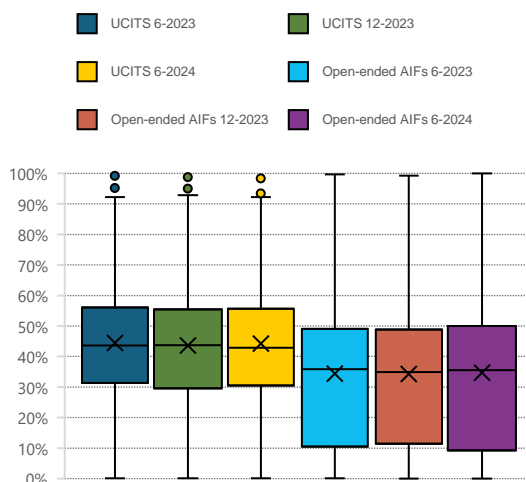 UCITS 6-2023
UCITS 12-2023
UCITS 6-2024
Open-ended AIFs 6-2023
Open-ended AIFs 12-2023
Open-ended AIFs 6-2024
100%
90%
80%
70%
60%
50%
40%
30%
20%
10%
0%